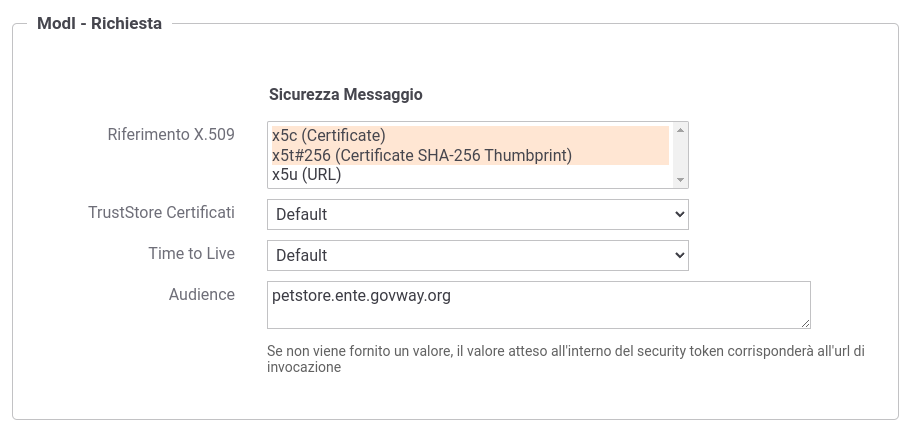 ModI - Richiesta
Sicurezza Messaggio
Riferimento X.509
x5c (Certificate)
x5t#256 (Certificate SHA-256 Thumbprint)
x5u (URL)
TrustStore Certificati
Default
Time to Live
Default
Audience
petstore.ente.govway.org
Se non viene fornito un valore, il valore atteso all'interno del security token corrisponderà all'url di
invocazione